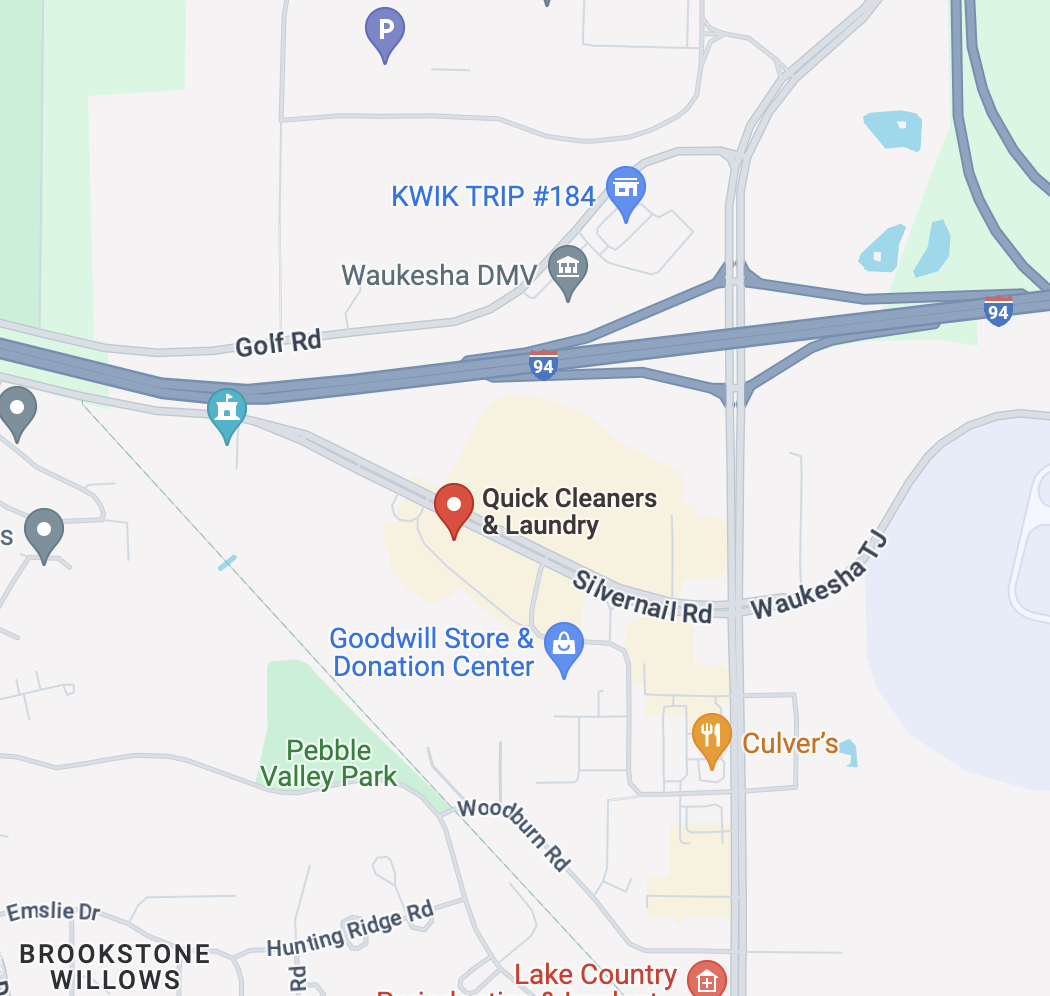 P
KWIK TRIP #184
Waukesha DMV
94
Golf Rd
94
Quick Cleaners
& Laundry
s
Silvernail Rd
Waukesha TJ
Goodwill Store &
Donation Center
Culver's
Pebble
Valley Park
Woodburn Rd
Emslie Dr
Hunting Ridge Rd
BROOKSTONE
WILLOWS
Rd
Lake Country